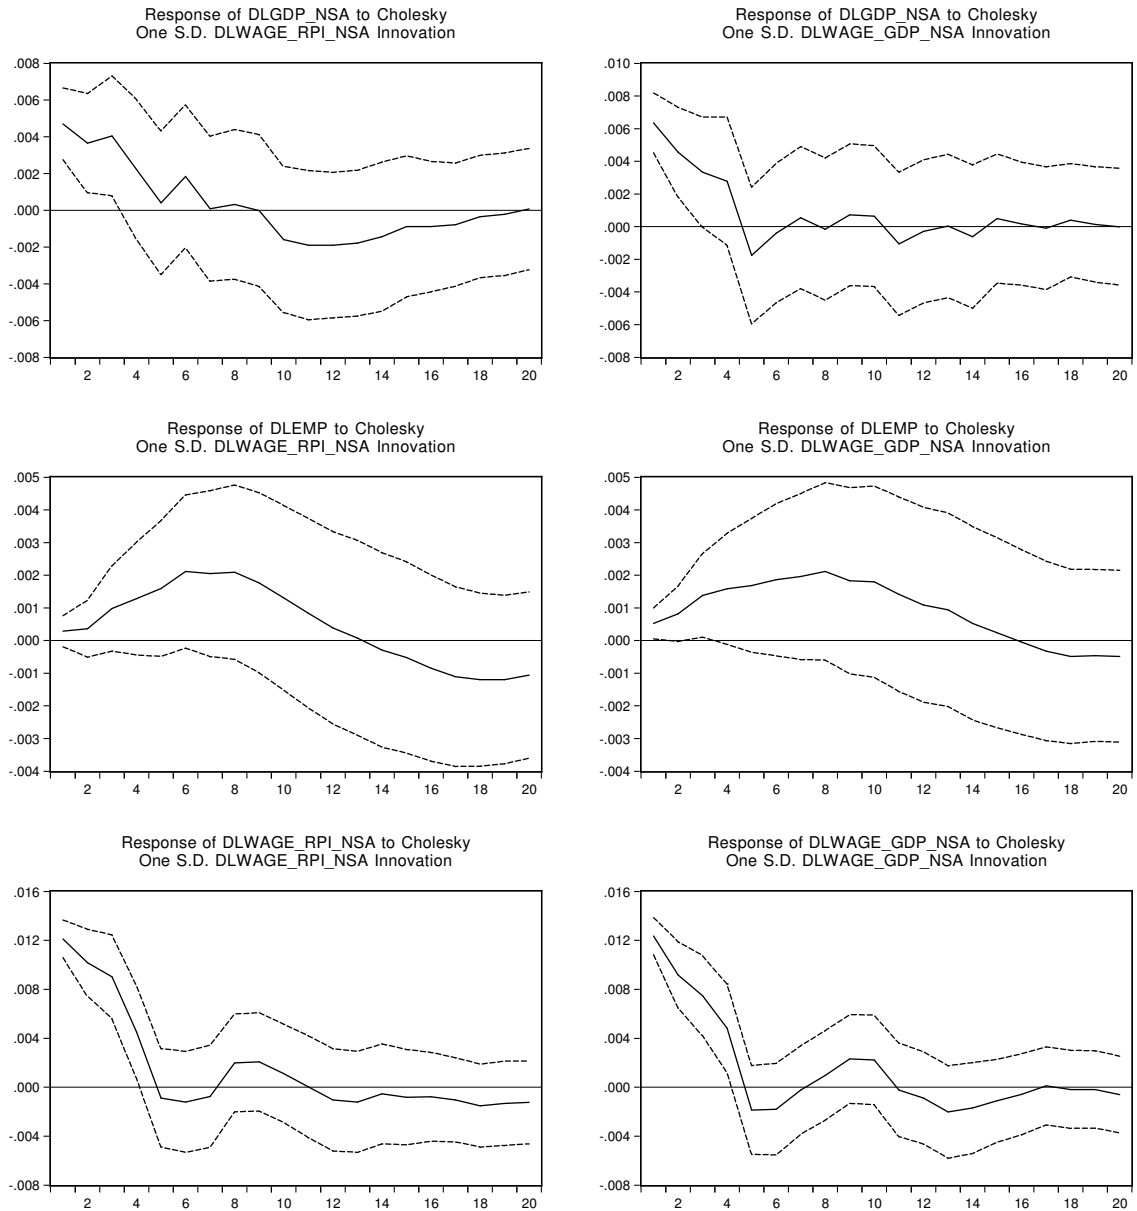 Response of DLGDP_NSA to Cholesky
One S.D. DLWAGE_RPI_NSA Innovation
.008
.006
.004
.002
.000
-.002
-.004
-.006
-.008
2 4 6 8 10 12 14 16 18 20
Response of DLGDP_NSA to Cholesky
One S.D. DLWAGE_GDP_NSA Innovation
.010
.008
.006
.004
.002
.000
-.002
-.004
-.006
-.008
2 4 6 8 10 12 14 16 18 20
Response of DLEMP to Cholesky
One S.D. DLWAGE_RPI_NSA Innovation
.005
.004
.003
.002
.001
.000
-.001
-.002
-.003
-.004
2 4 6 8 10 12 14 16 18 20
Response of DLEMP to Cholesky
One S.D. DLWAGE_GDP_NSA Innovation
.005
.004
.003
.002
.001
.000
-.001
-.002
-.003
-.004
2 4 6 8 10 12 14 16 18 20
Response of DLWAGE_RPI_NSA to Cholesky
One S.D. DLWAGE_RPI_NSA Innovation
.016
.012
.008
.004
.000
-.004
-.008
2 4 6 8 10 12 14 16 18 20
Response of DLWAGE_GDP_NSA to Cholesky
One S.D. DLWAGE_GDP_NSA Innovation
.016
.012
.008
.004
.000
-.004
-.008
2 4 6 8 10 12 14 16 18 20